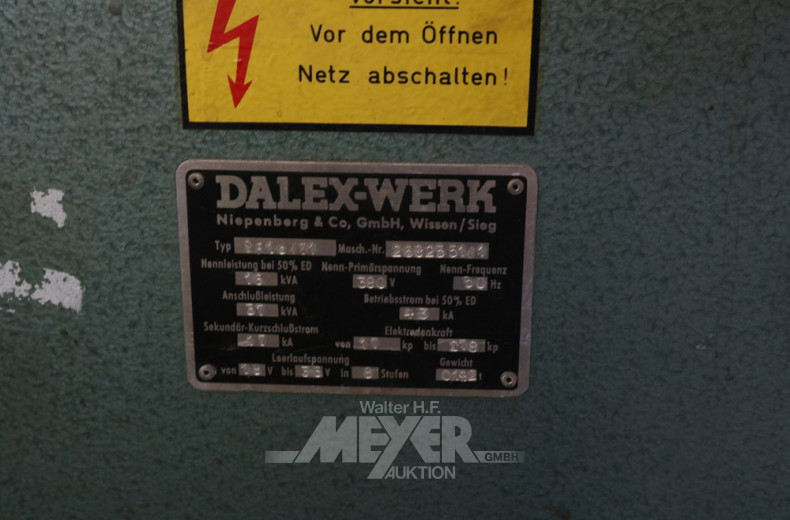 Vorsicht!
Vor dem Öffnen
Netz abschalten!
DALEX-WERK
Niepenberg & Co, GmbH, Wissen/Sieg
Typ Masch.-Nr.
Nennleistung bei 50% ED Nenn-Primärspannung Nenn-Frequenz
kVA 380 V Hz
Anschlußleistung Betriebsstrom bei 50% ED
kVA kA
Sekundär-Kurzschlußstrom Elektrodenkraft
kA von kp bis kp
Leerlaufspannung Gewicht
von V bis V in Stufen t
Walter H.F.
MEYER
GMBH
AUKTION